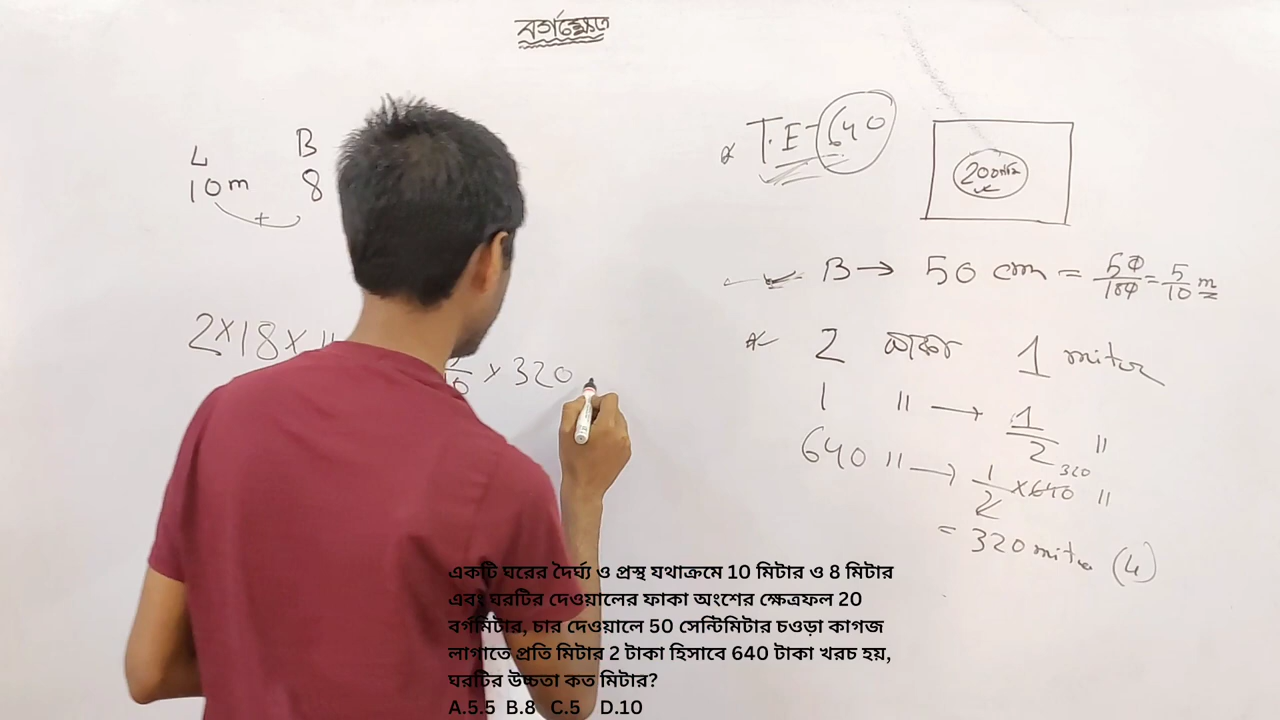 বর্গক্ষেত্র
L B
10 m 8
2×18×
10 × 320
T.E-640
B→ 50 cm = 50/100 = 5/10 m
2 টাকা 1 miter
1 " → 1/2 "
640 " → 1/2 × 640 320 "
= 320 miter (L)
একটি ঘরের দৈর্ঘ্য ও প্রস্থ যথাক্রমে 10 মিটার ও 8 মিটার
এবং ঘরটির দেওয়ালের ফাকা অংশের ক্ষেত্রফল 20
বর্গমিটার, চার দেওয়ালে 50 সেন্টিমিটার চওড়া কাগজ
লাগাতে প্রতি মিটার 2 টাকা হিসাবে 640 টাকা খরচ হয়,
ঘরটির উচ্চতা কত মিটার?
A.5.5 B.8 C.5 D.10